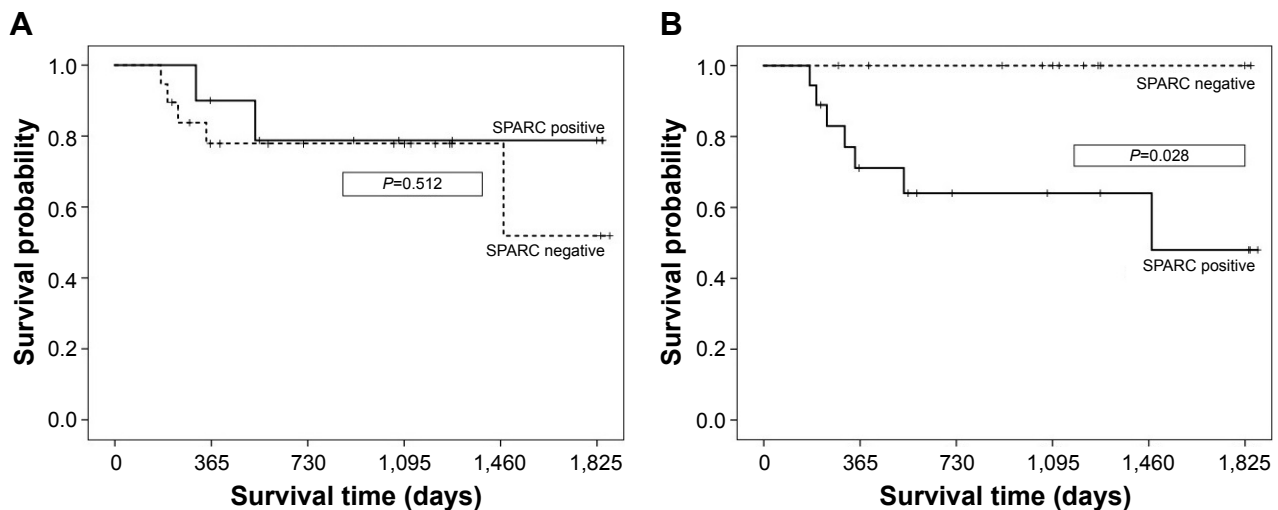 A
Survival probability
1.0
0.8
0.6
0.4
0.2
0.0
SPARC positive
P=0.512
SPARC negative
0 365 730 1,095 1,460 1,825
Survival time (days)
B
Survival probability
1.0
0.8
0.6
0.4
0.2
0.0
SPARC negative
P=0.028
SPARC positive
0 365 730 1,095 1,460 1,825
Survival time (days)